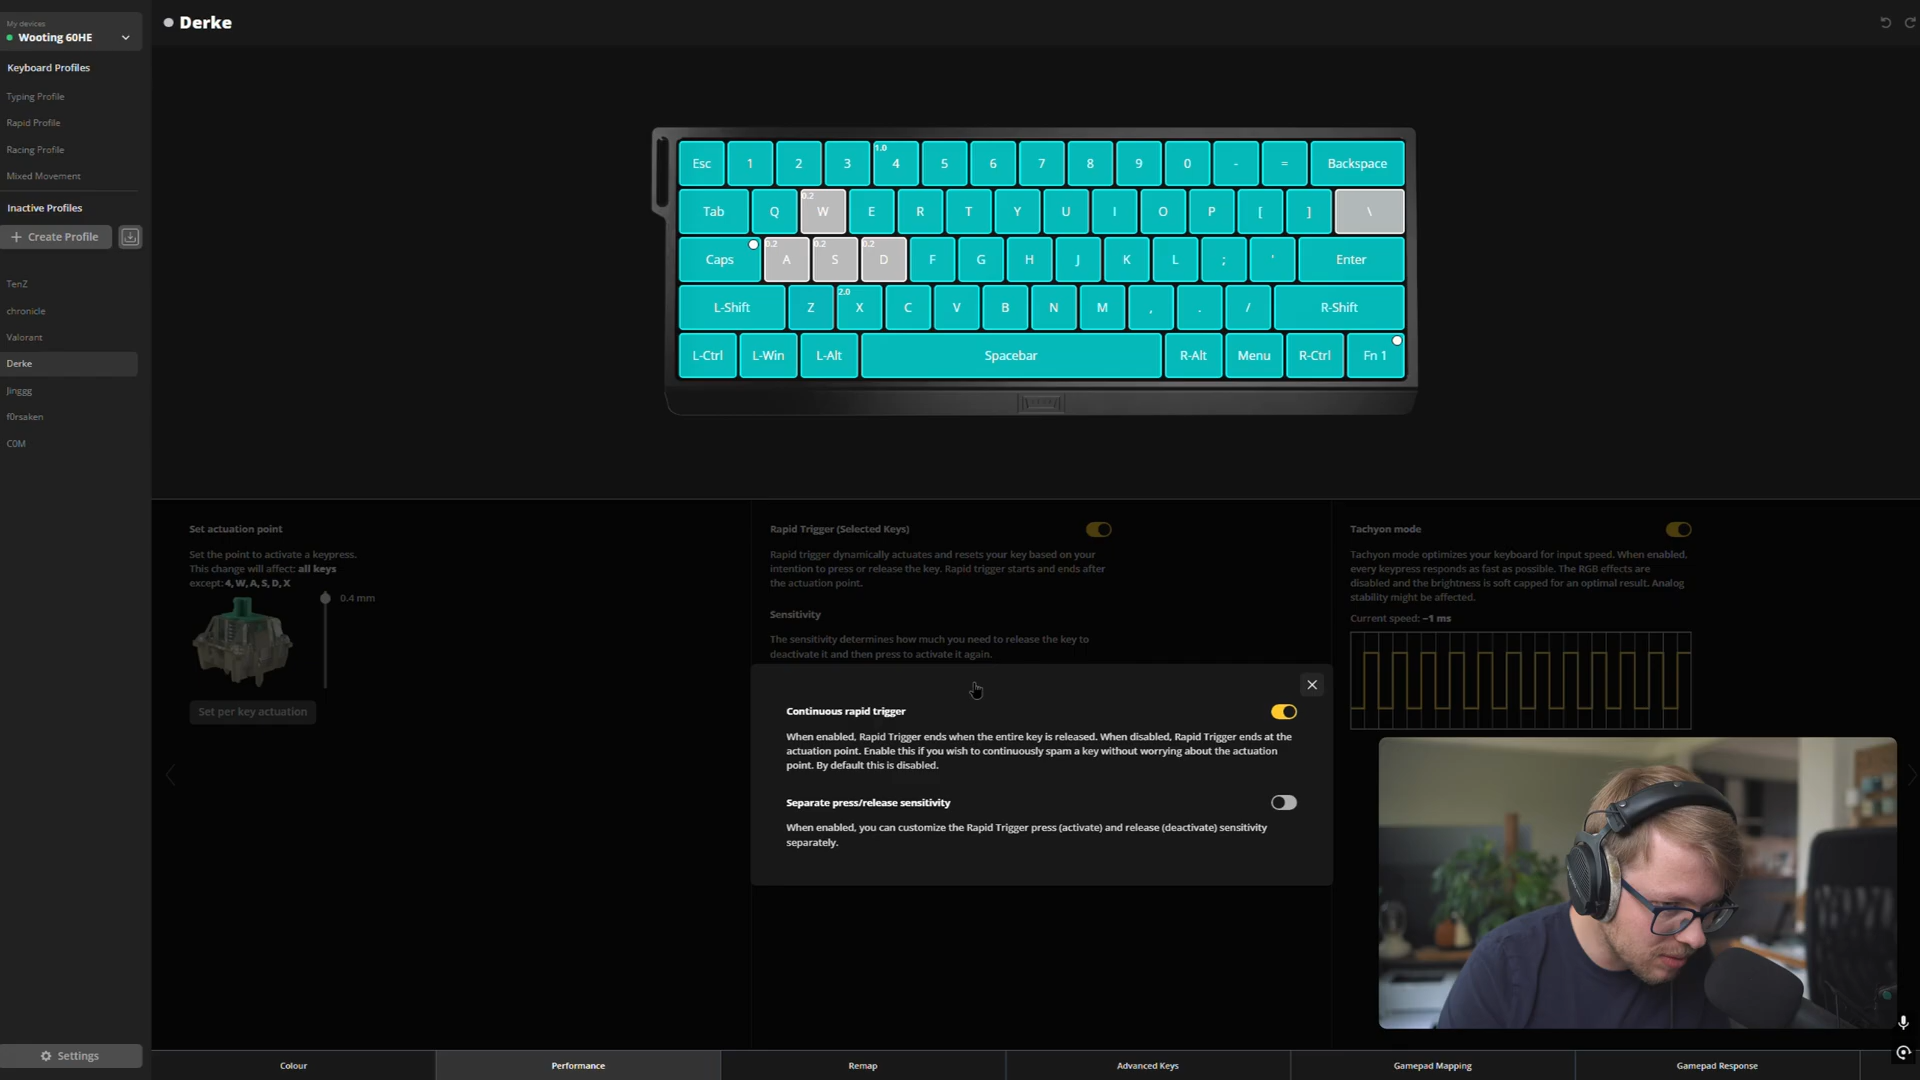 My devices
Wooting 60HE
Keyboard Profiles
Typing Profile
Rapid Profile
Racing Profile
Mixed Movement
Inactive Profiles
Create Profile
TenZ
chronicle
Valorant
Derke
Jinggg
f0rsaken
C0M
Settings
Derke
Esc 1 2 3 1.0 4 5 6 7 8 9 0 - = Backspace
Tab Q 0.2 W E R T Y U I O P [ ] \
Caps 0.2 A 0.2 S 0.2 D F G H J K L ; ' Enter
L-Shift Z 2.0 X C V B N M , . / R-Shift
L-Ctrl L-Win L-Alt Spacebar R-Alt Menu R-Ctrl Fn 1
Set actuation point
Set the point to activate a keypress.
This change will affect: all keys
except: 4, W, A, S, D, X
0.4 mm
Set per key actuation
Rapid Trigger (Selected Keys)
Rapid trigger dynamically actuates and resets your key based on your
intention to press or release the key. Rapid trigger starts and ends after
the actuation point.
Sensitivity
The sensitivity determines how much you need to release the key to
deactivate it and then press to activate it again.
Continuous rapid trigger
When enabled, Rapid Trigger ends when the entire key is released. When disabled, Rapid Trigger ends at the
actuation point. Enable this if you wish to continuously spam a key without worrying about the actuation
point. By default this is disabled.
Separate press/release sensitivity
When enabled, you can customize the Rapid Trigger press (activate) and release (deactivate) sensitivity
separately.
Tachyon mode
Tachyon mode optimizes your keyboard for input speed. When enabled,
every keypress responds as fast as possible. The RGB effects are
disabled and the brightness is soft capped for an optimal result. Analog
stability might be affected.
Current speed: ~1 ms
Colour
Performance
Remap
Advanced Keys
Gamepad Mapping
Gamepad Response